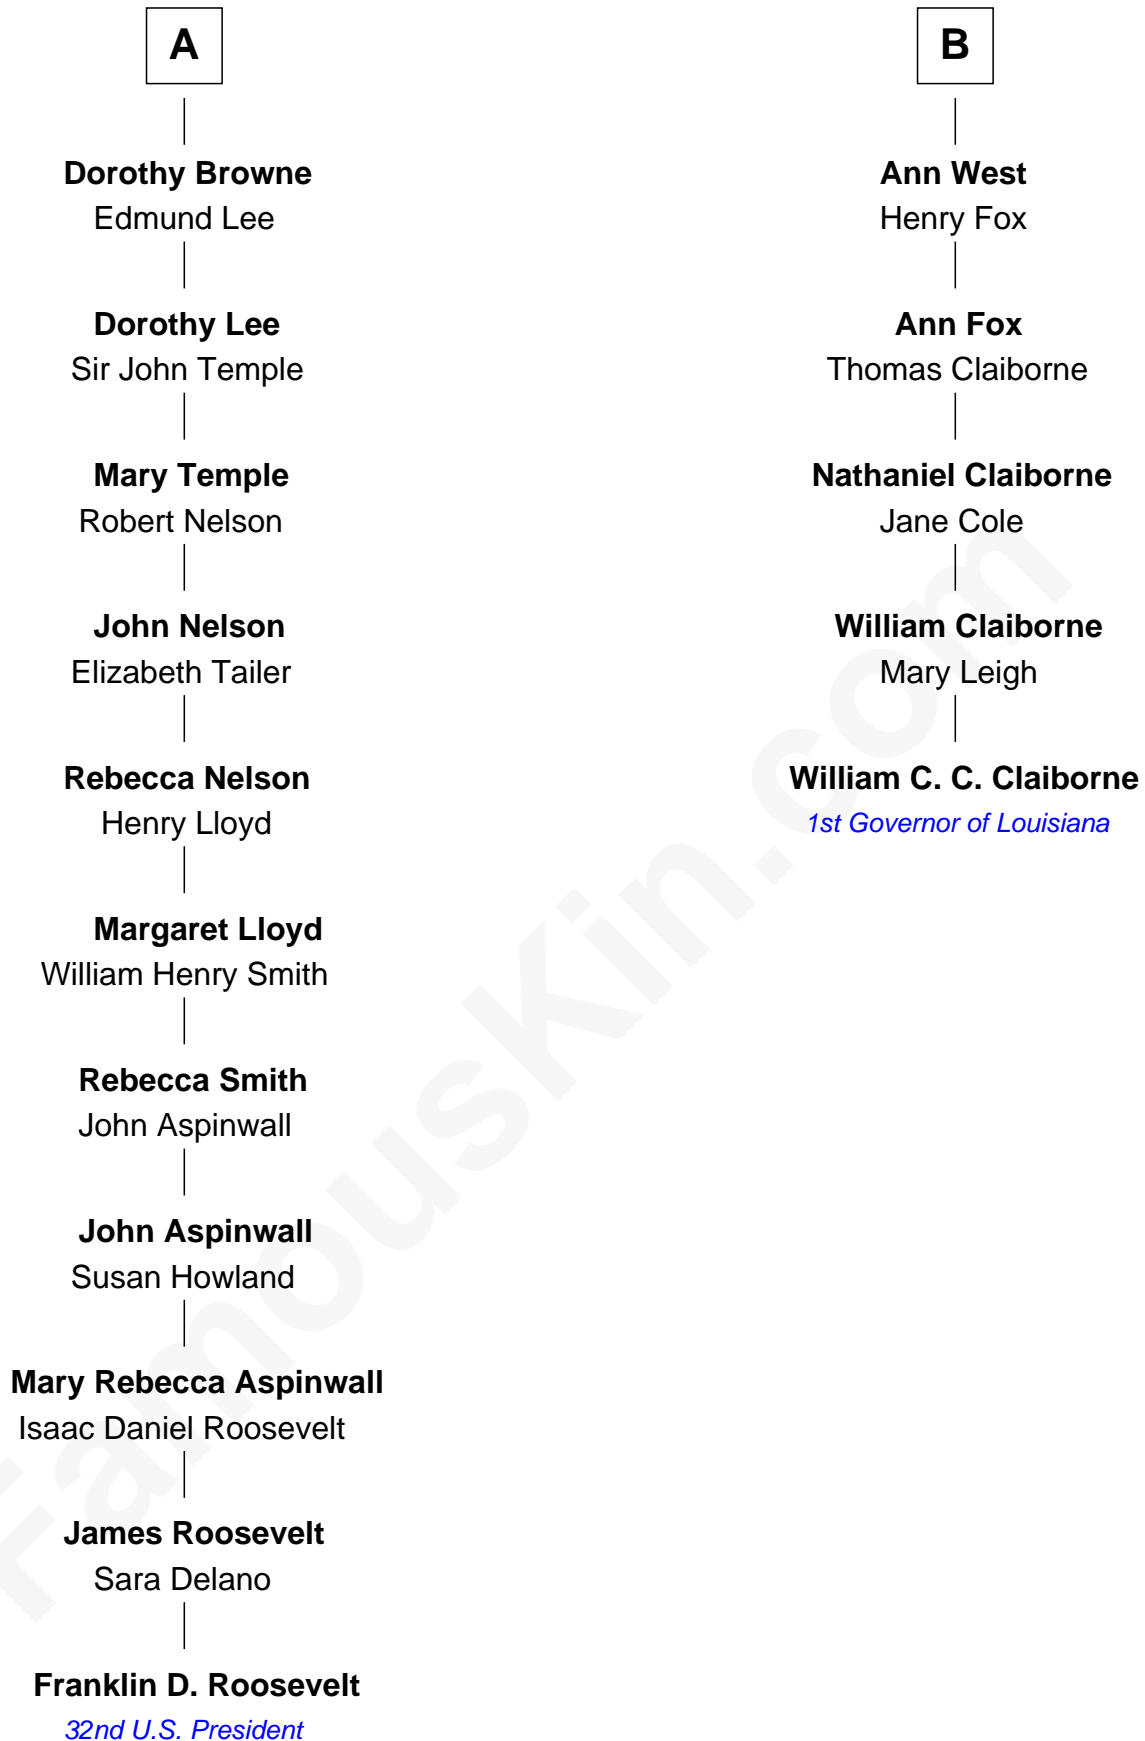 A
Dorothy Browne
Edmund Lee
Dorothy Lee
Sir John Temple
Mary Temple
Robert Nelson
John Nelson
Elizabeth Tailer
Rebecca Nelson
Henry Lloyd
Margaret Lloyd
William Henry Smith
Rebecca Smith
John Aspinwall
John Aspinwall
Susan Howland
Mary Rebecca Aspinwall
Isaac Daniel Roosevelt
James Roosevelt
Sara Delano
Franklin D. Roosevelt
32nd U.S. President
B
Ann West
Henry Fox
Ann Fox
Thomas Claiborne
Nathaniel Claiborne
Jane Cole
William Claiborne
Mary Leigh
William C. C. Claiborne
1st Governor of Louisiana
FamousKin.com